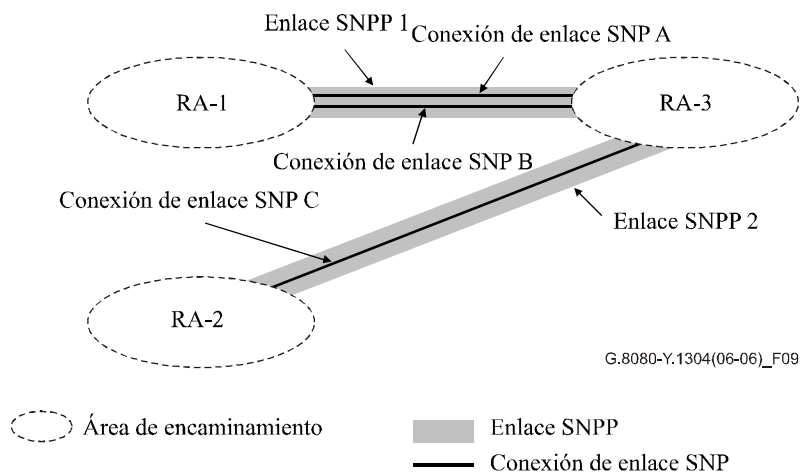 Enlace SNPP 1
Conexión de enlace SNP A
RA-1
RA-3
Conexión de enlace SNP B
Conexión de enlace SNP C
Enlace SNPP 2
RA-2
G.8080-Y.1304(06-06)_F09
Área de encaminamiento
Enlace SNPP
Conexión de enlace SNP